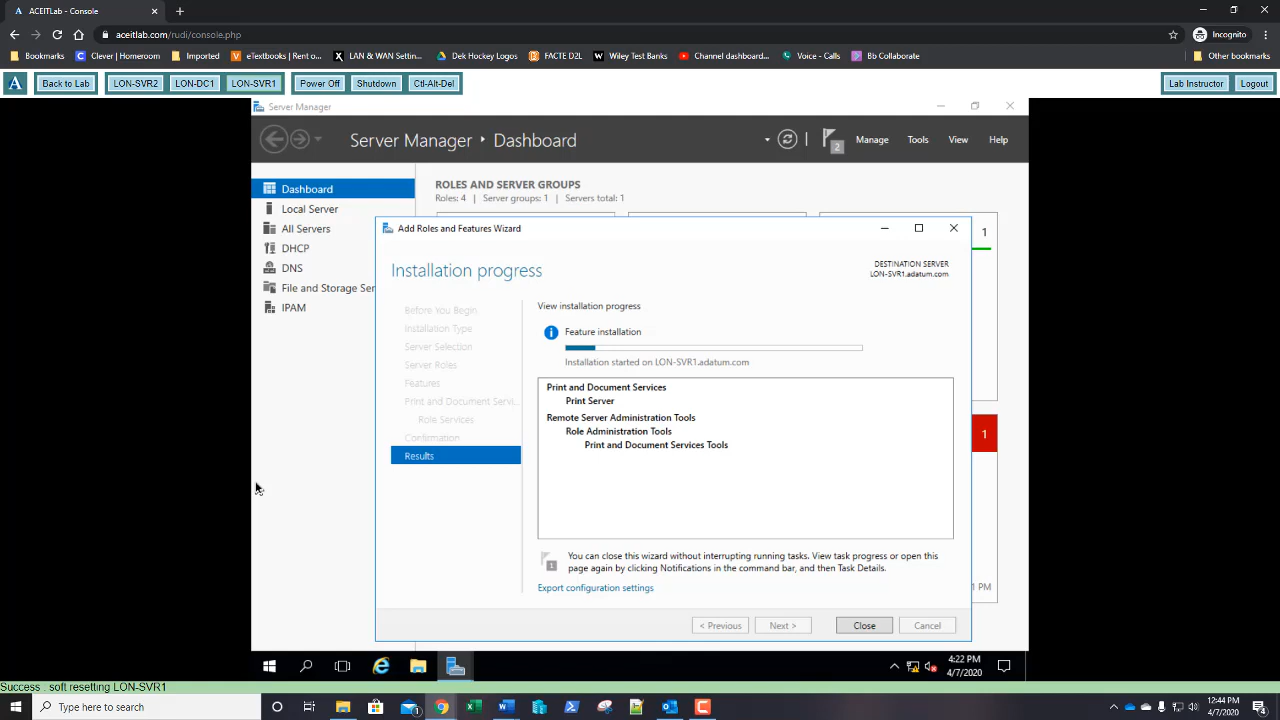 ACEITLab
aceitlab.com/rudi/console.php
Incognito
Bookmarks
Clever | Homework
Imported
eTextbooks | Rent o...
LAN & WAN Settin...
Dek Hogwy Logins
FACTE D2L
Wiley Test Banks
Channel dashboard...
Voice - Calls
Bb Collaborate
Other bookmarks
A
Back to Lab
LON-SVR2
LON-DC1
LON-SVR1
Power Off
Shutdown
Ctl-Alt-Del
Lab Instructor
Logout
Server Manager
Server Manager
Dashboard
2
Manage
Tools
View
Help
Dashboard
Local Server
All Servers
DHCP
DNS
File and Storage Ser
IPAM
ROLES AND SERVER GROUPS
Roles: 4 | Server groups: 1 | Servers total: 1
1
1
1 PM
Add Roles and Features Wizard
Installation progress
DESTINATION SERVER
LON-SVR1.adatum.com
Before You Begin
Installation Type
Server Selection
Server Roles
Features
Print and Document Servi...
Role Services
Confirmation
Results
View installation progress
Feature installation
Installation started on LON-SVR1.adatum.com
Print and Document Services
Print Server
Remote Server Administration Tools
Role Administration Tools
Print and Document Services Tools
1
You can close this wizard without interrupting running tasks. View task progress or open this
page again by clicking Notifications in the command bar, and then Task Details.
Export configuration settings
< Previous
Next >
Close
Cancel
4:22 PM
4/7/2020
Success : soft resetting LON-SVR1
Type here to search
12:44 PM
4/7/2020